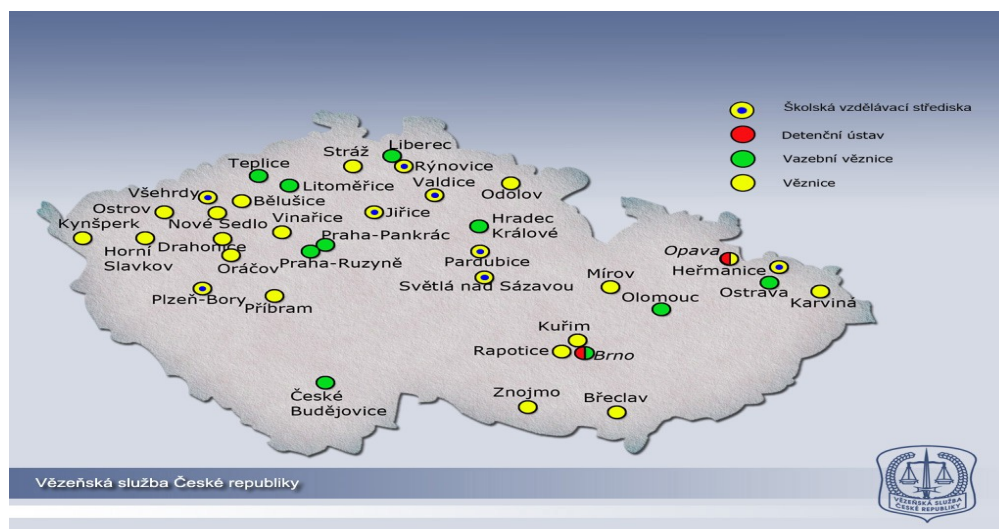 Školská vzdělávací střediska
Detenční ústav
Vazební věznice
Věznice
Liberec
Stráž
Teplice
Rýnovice
Litoměřice
Valdice
Všehrdy
Odolov
Bělušice
Ostrov
Jiřice
Nové Sedlo
Vinařice
Hradec
Králové
Kynšperk
Praha-Pankrác
Horní
Slavkov
Drahonice
Opava
Praha-Ruzyně
Pardubice
Oráčov
Heřmanice
Mírov
Světlá nad Sázavou
Plzeň-Bory
Olomouc
Ostrava
Karviná
Příbram
Kuřim
Rapotice
Brno
České
Budějovice
Znojmo
Břeclav
Vězeňská služba České republiky
VĚZEŇSKÁ SLUŽBA
ČESKÉ REPUBLIKY